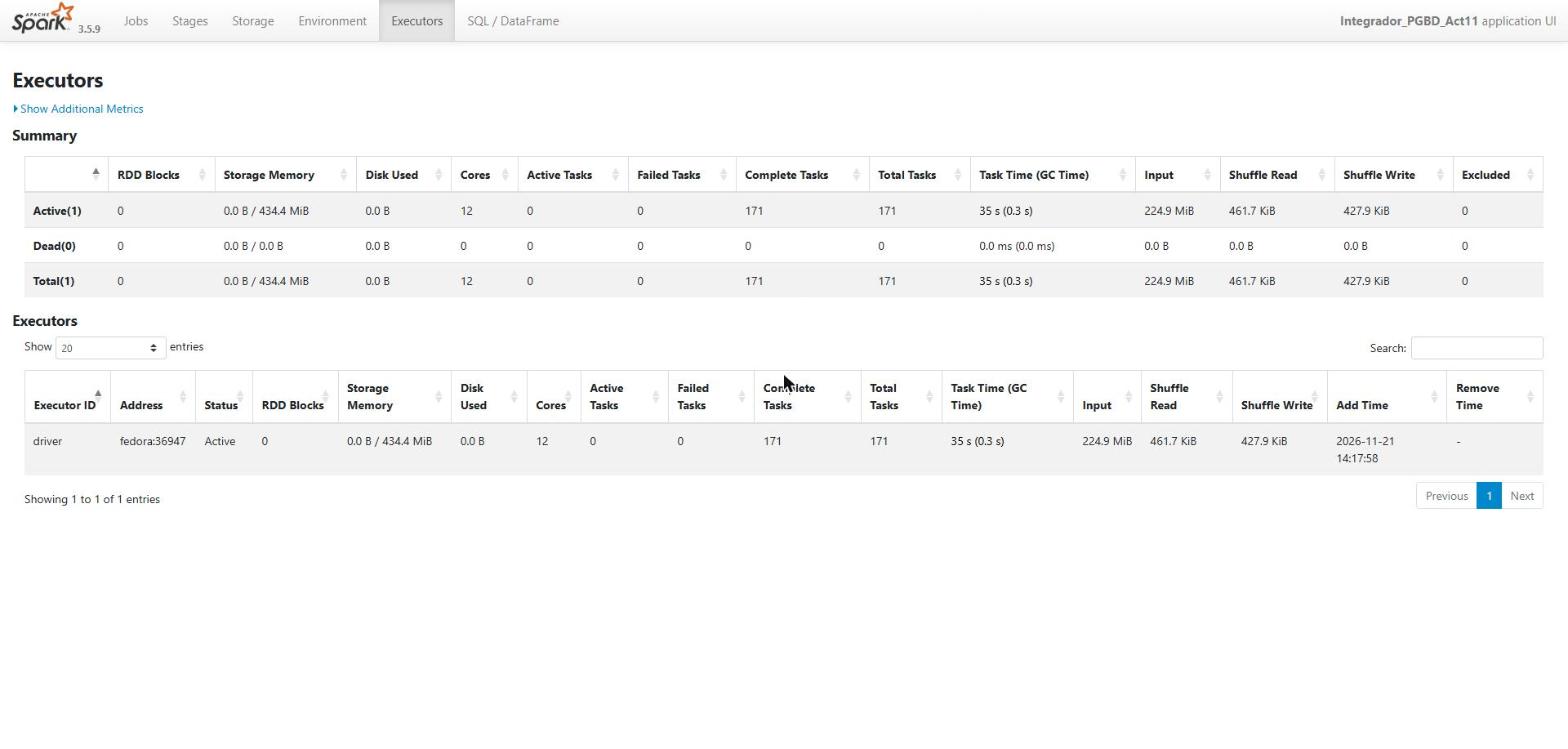 APACHE Spark 3.5.9 Jobs Stages Storage Environment Executors SQL / DataFrame Integrador_PGBD_Act11 application UI
Executors
Show Additional Metrics
Summary
RDD Blocks Storage Memory Disk Used Cores Active Tasks Failed Tasks Complete Tasks Total Tasks Task Time (GC Time) Input Shuffle Read Shuffle Write Excluded
Active(1) 0 0.0 B / 434.4 MiB 0.0 B 12 0 0 171 171 35 s (0.3 s) 224.9 MiB 461.7 KiB 427.9 KiB 0
Dead(0) 0 0.0 B / 0.0 B 0.0 B 0 0 0 0 0 0.0 ms (0.0 ms) 0.0 B 0.0 B 0.0 B 0
Total(1) 0 0.0 B / 434.4 MiB 0.0 B 12 0 0 171 171 35 s (0.3 s) 224.9 MiB 461.7 KiB 427.9 KiB 0
Executors
Show 20 entries Search:
Executor ID Address Status RDD Blocks Storage Memory Disk Used Cores Active Tasks Failed Tasks Complete Tasks Total Tasks Task Time (GC Time) Input Shuffle Read Shuffle Write Add Time Remove Time
driver fedora:36947 Active 0 0.0 B / 434.4 MiB 0.0 B 12 0 0 171 171 35 s (0.3 s) 224.9 MiB 461.7 KiB 427.9 KiB 2026-11-21 14:17:58 -
Showing 1 to 1 of 1 entries Previous 1 Next